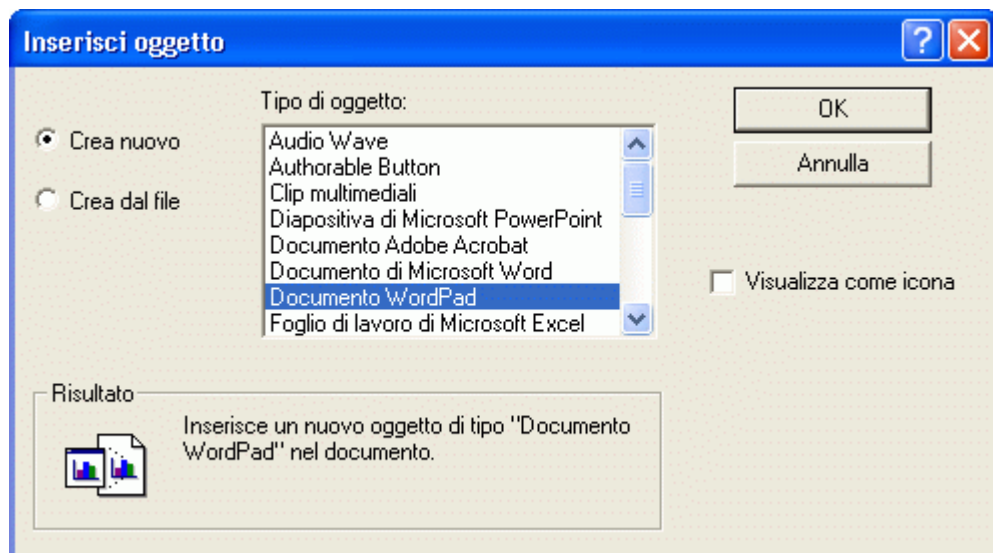 Inserisci oggetto
Crea nuovo
Crea dal file
Tipo di oggetto:
Audio Wave
Authorable Button
Clip multimediali
Diapositiva di Microsoft PowerPoint
Documento Adobe Acrobat
Documento di Microsoft Word
Documento WordPad
Foglio di lavoro di Microsoft Excel
OK
Annulla
Visualizza come icona
Risultato
Inserisce un nuovo oggetto di tipo "Documento
WordPad" nel documento.